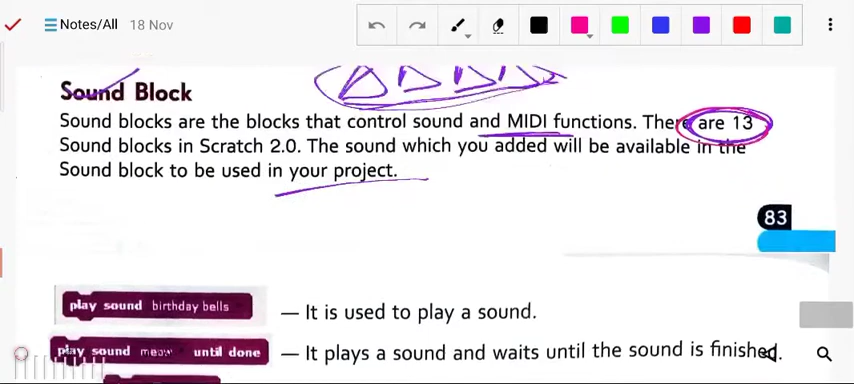 Notes/All 18 Nov
Sound Block
Sound blocks are the blocks that control sound and MIDI functions. There are 13
Sound blocks in Scratch 2.0. The sound which you added will be available in the
Sound block to be used in your project.
83
play sound birthday bells — It is used to play a sound.
play sound meow until done — It plays a sound and waits until the sound is finished.